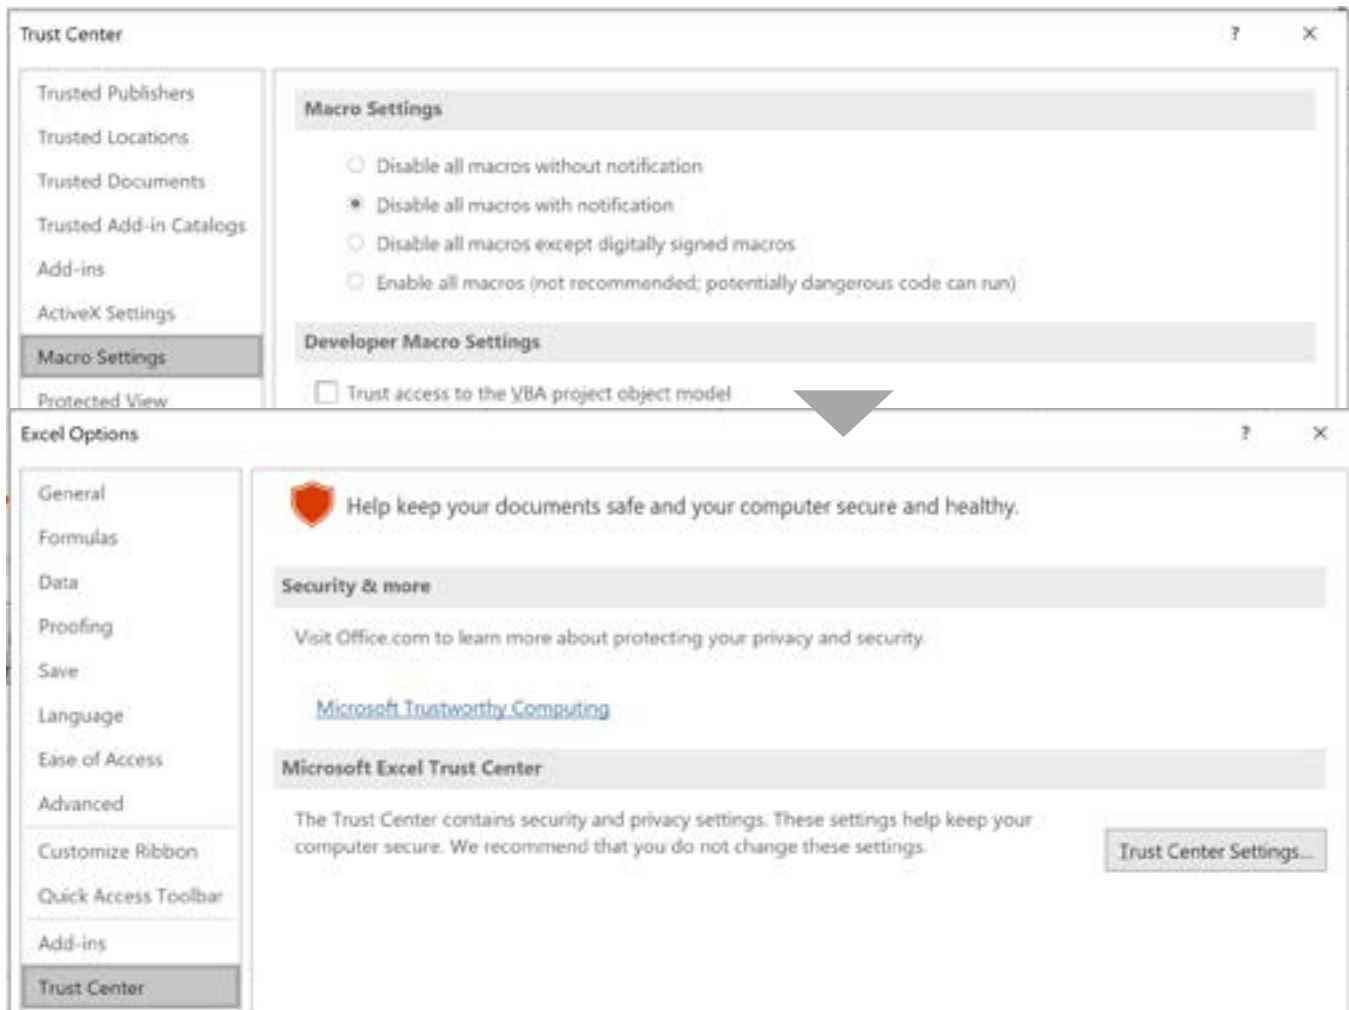 Trust Center
?
×
Trusted Publishers
Trusted Locations
Trusted Documents
Trusted Add-in Catalogs
Add-ins
ActiveX Settings
Macro Settings
Protected View
Macro Settings
Disable all macros without notification
Disable all macros with notification
Disable all macros except digitally signed macros
Enable all macros (not recommended; potentially dangerous code can run)
Developer Macro Settings
Trust access to the VBA project object model
Excel Options
?
×
General
Formulas
Data
Proofing
Save
Language
Ease of Access
Advanced
Customize Ribbon
Quick Access Toolbar
Add-ins
Trust Center
Help keep your documents safe and your computer secure and healthy.
Security & more
Visit Office.com to learn more about protecting your privacy and security.
Microsoft Trustworthy Computing
Microsoft Excel Trust Center
The Trust Center contains security and privacy settings. These settings help keep your
computer secure. We recommend that you do not change these settings.
Trust Center Settings...